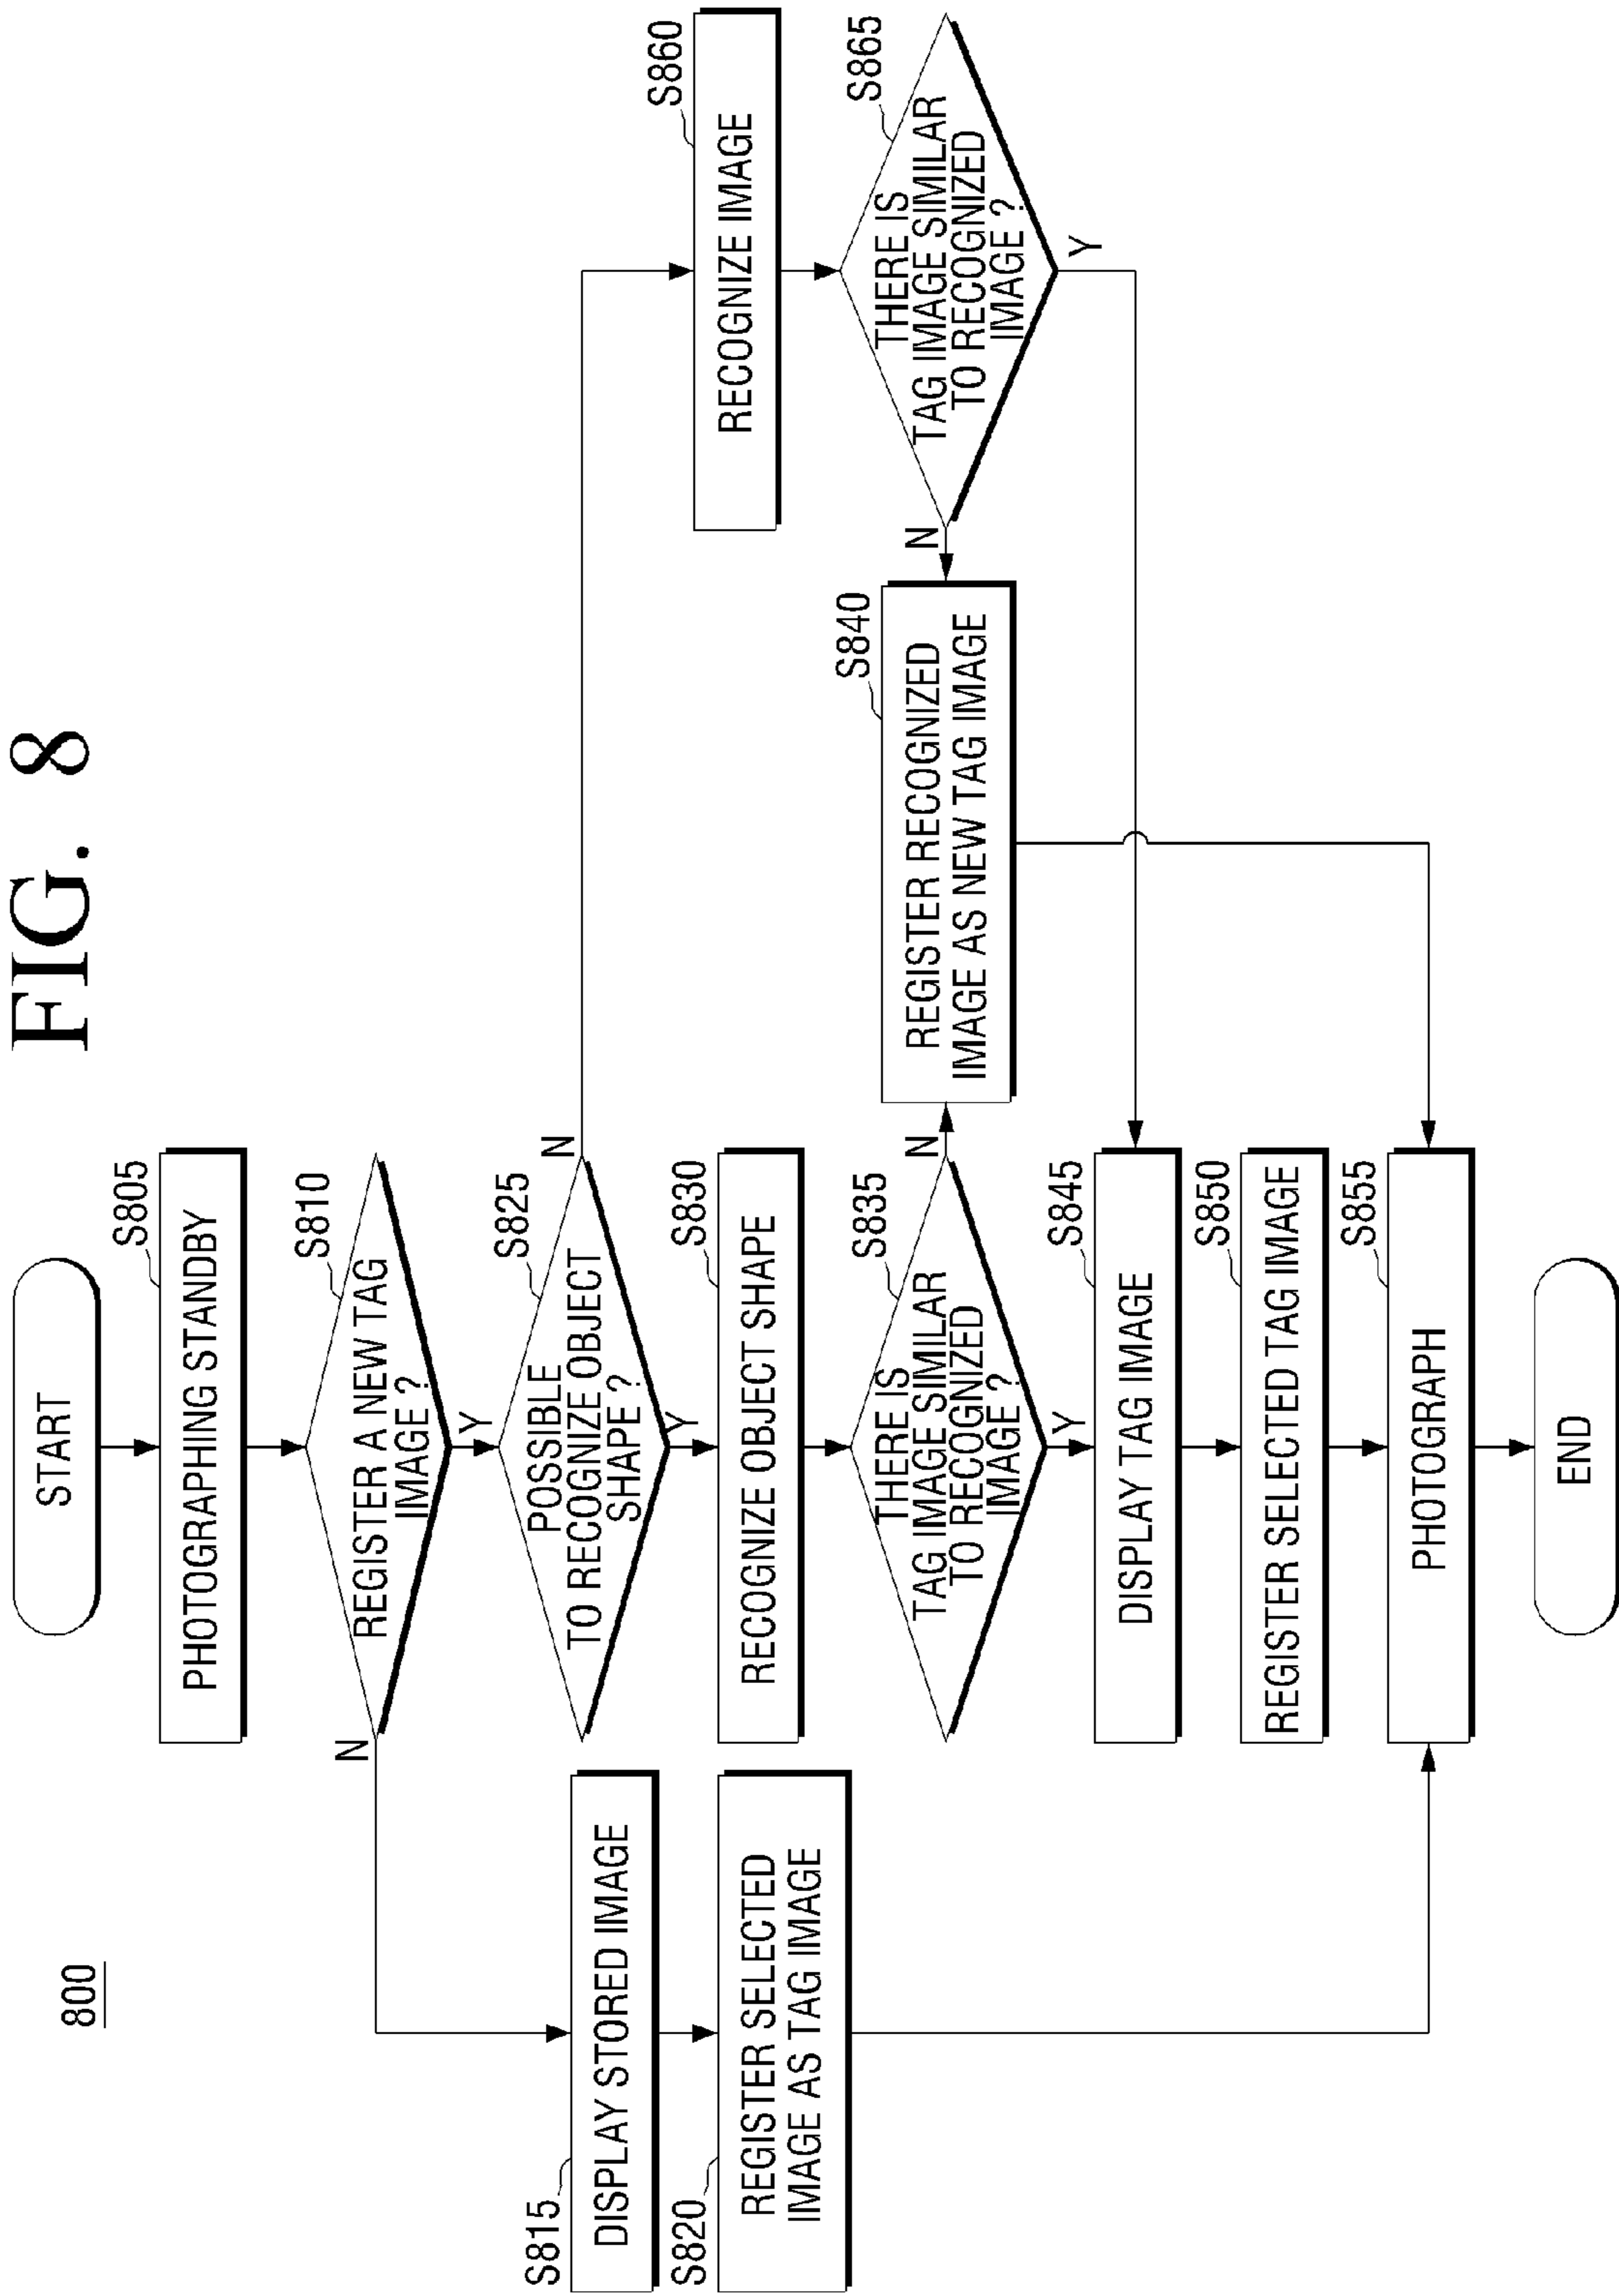 FIG. 8
800
START
S805
PHOTOGRAPHING STANDBY
S810
REGISTER A NEW TAG
IMAGE ?
N
Y
S815
DISPLAY STORED IMAGE
S820
REGISTER SELECTED
IMAGE AS TAG IMAGE
S825
POSSIBLE
TO RECOGNIZE OBJECT
SHAPE ?
N
Y
S830
RECOGNIZE OBJECT SHAPE
S835
THERE IS
TAG IMAGE SIMILAR
TO RECOGNIZED
IMAGE ?
N
Y
S840
REGISTER RECOGNIZED
IMAGE AS NEW TAG IMAGE
S860
RECOGNIZE IMAGE
S865
THERE IS
TAG IMAGE SIMILAR
TO RECOGNIZED
IMAGE ?
N
Y
S845
DISPLAY TAG IMAGE
S850
REGISTER SELECTED TAG IMAGE
S855
PHOTOGRAPH
END